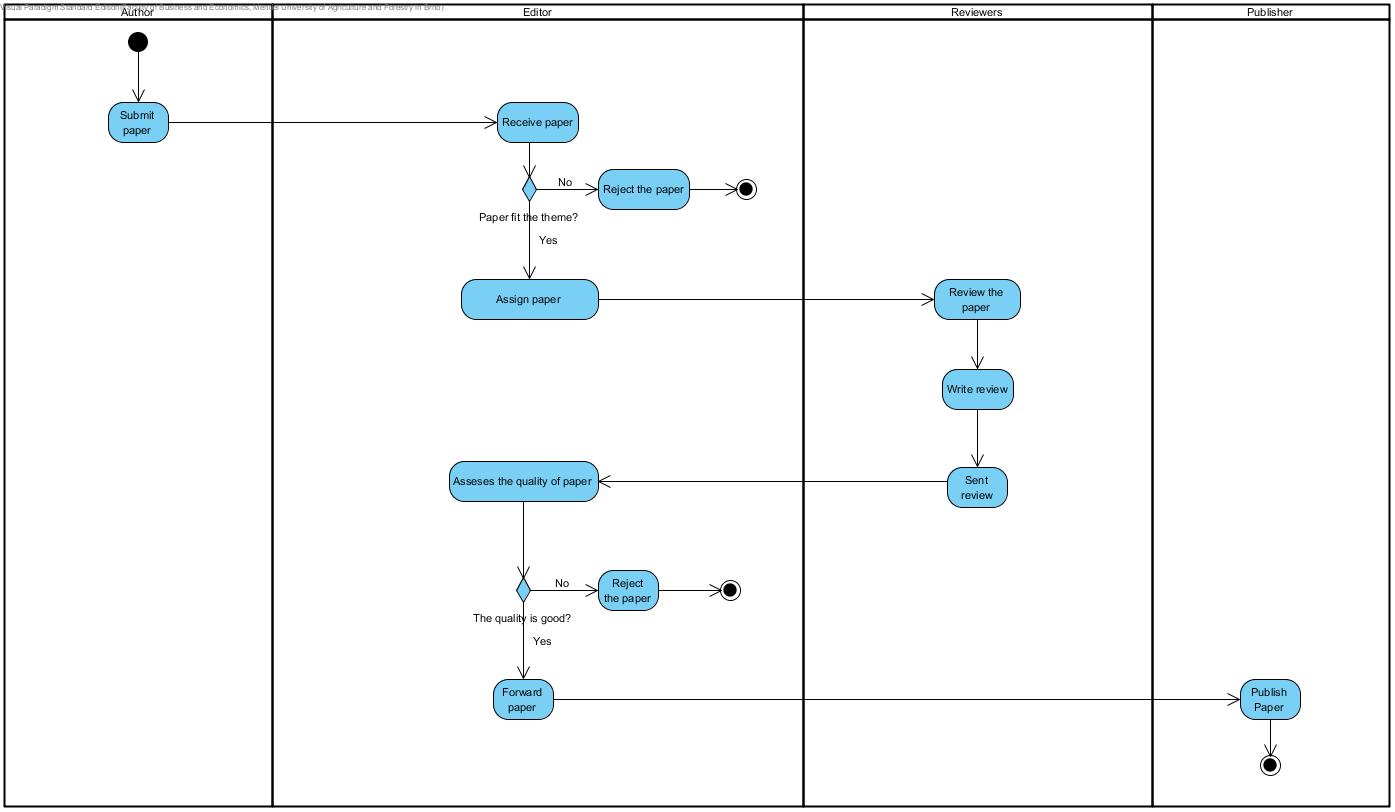 Visual Paradigm Standard Edition(Faculty of Business and Economics, Mendel University of Agriculture and Forestry in Brno)
Author
Editor
Reviewers
Publisher
Submit
paper
Receive paper
No
Reject the paper
Paper fit the theme?
Yes
Assign paper
Review the
paper
Write review
Asseses the quality of paper
Sent
review
No
Reject
the paper
The quality is good?
Yes
Forward
paper
Publish
Paper